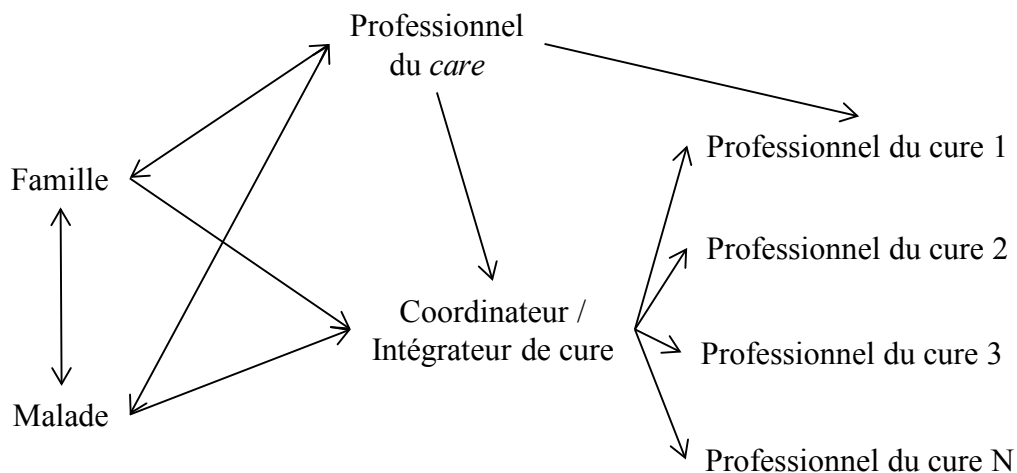 Professionnel
du care
Professionnel du cure 1
Famille
Professionnel du cure 2
Coordinateur /
Intégrateur de cure
Professionnel du cure 3
Malade
Professionnel du cure N